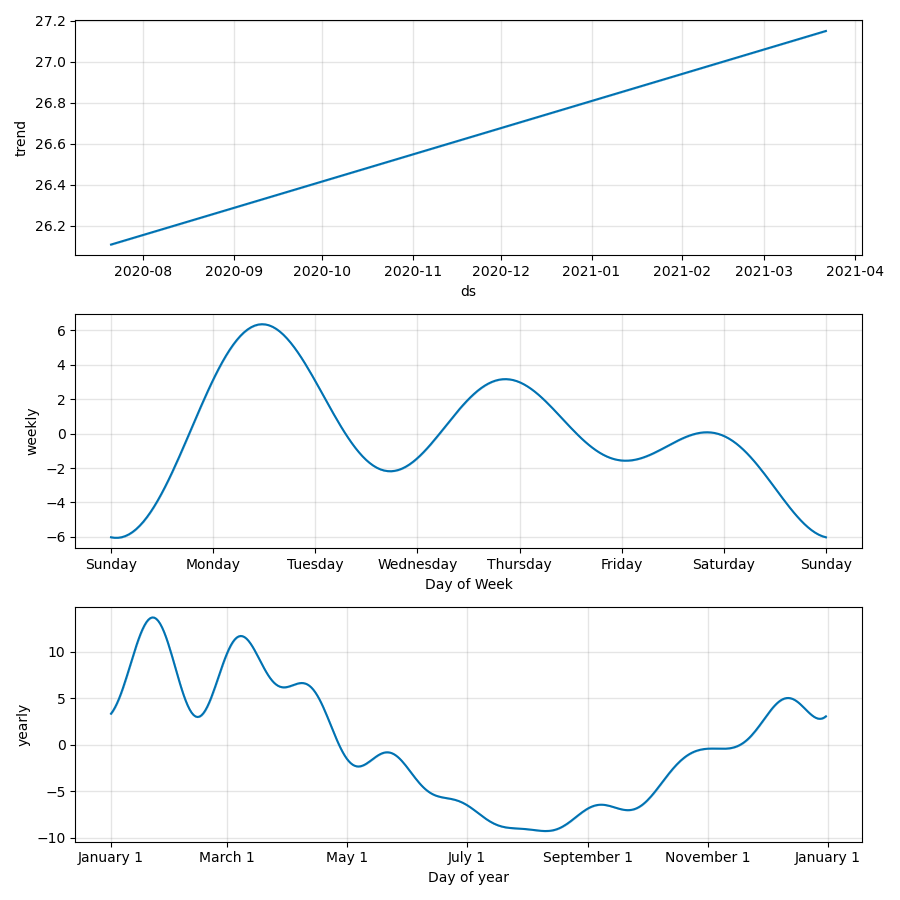 27.2
27.0
26.8
26.6
26.4
26.2
trend
2020-08 2020-09 2020-10 2020-11 2020-12 2021-01 2021-02 2021-03 2021-04
ds
6
4
2
0
−2
−4
−6
weekly
Sunday Monday Tuesday Wednesday Thursday Friday Saturday Sunday
Day of Week
10
5
0
−5
−10
yearly
January 1 March 1 May 1 July 1 September 1 November 1 January 1
Day of year